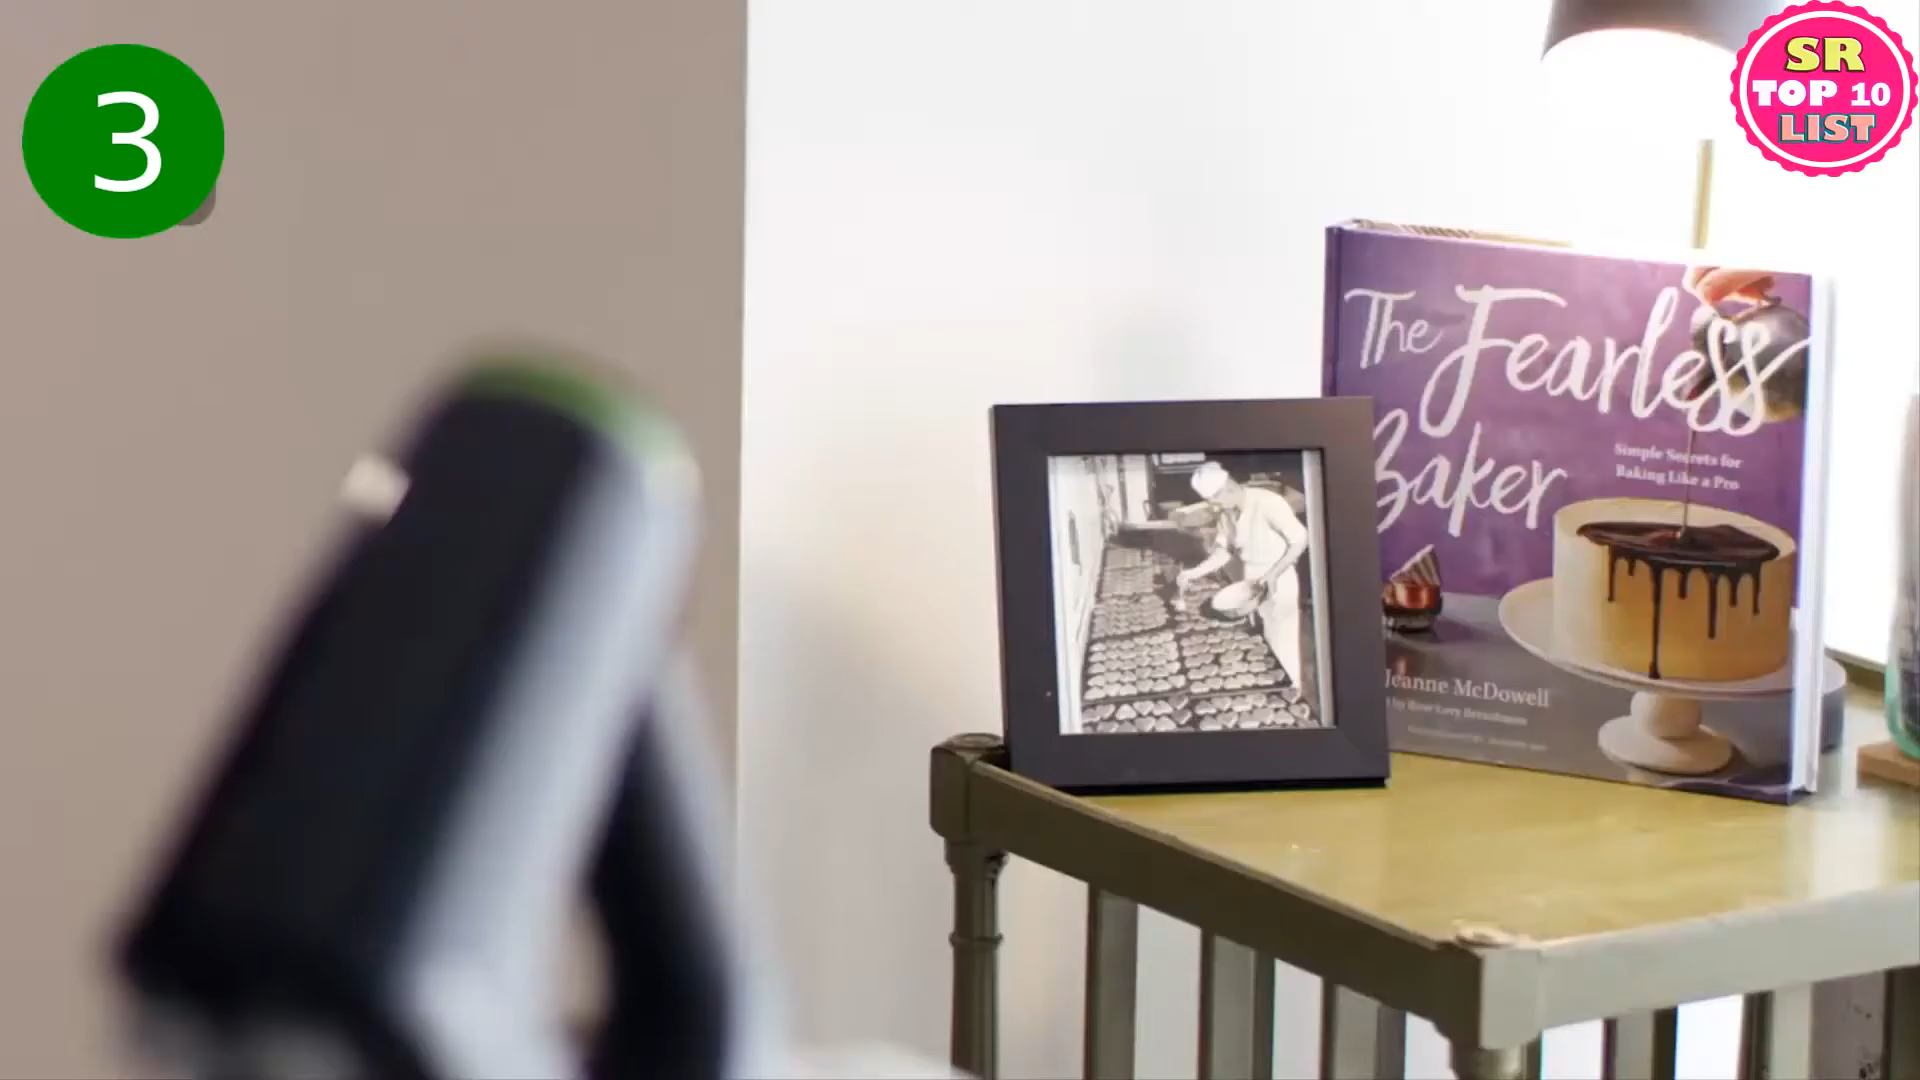 3
SR
TOP 10
LIST
The
Fearless
Baker
Simple Secrets for
Baking Like a Pro
Jeanne McDowell